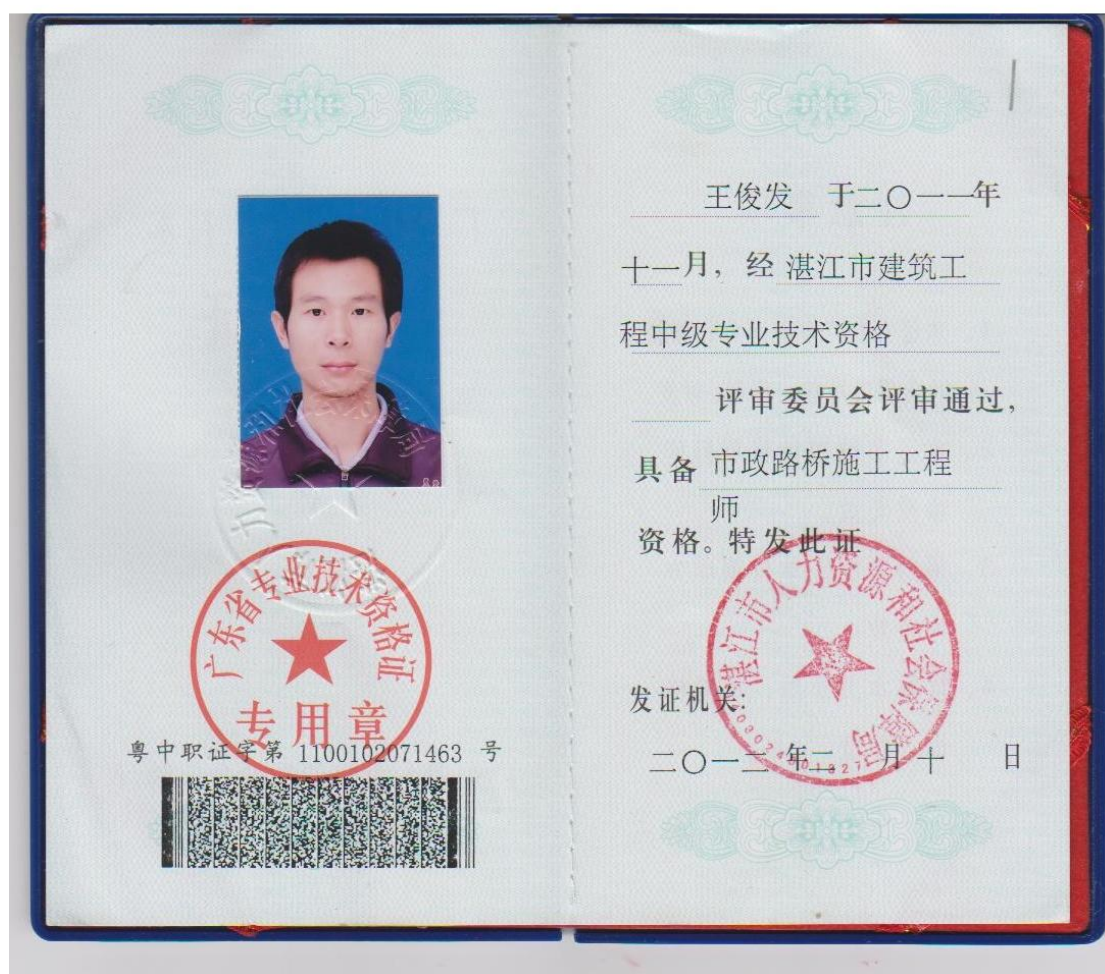 广东省专业技术资格证
专用章
粤中职证字第 1100102071463 号
王俊发 于二〇一一年
十一月，经 湛江市建筑工
程中级专业技术资格
评审委员会评审通过，
具备 市政路桥施工工程
师
资格。特发此证
湛江市人力资源和社会保障局
发证机关:
二〇一二 年二 月十 日